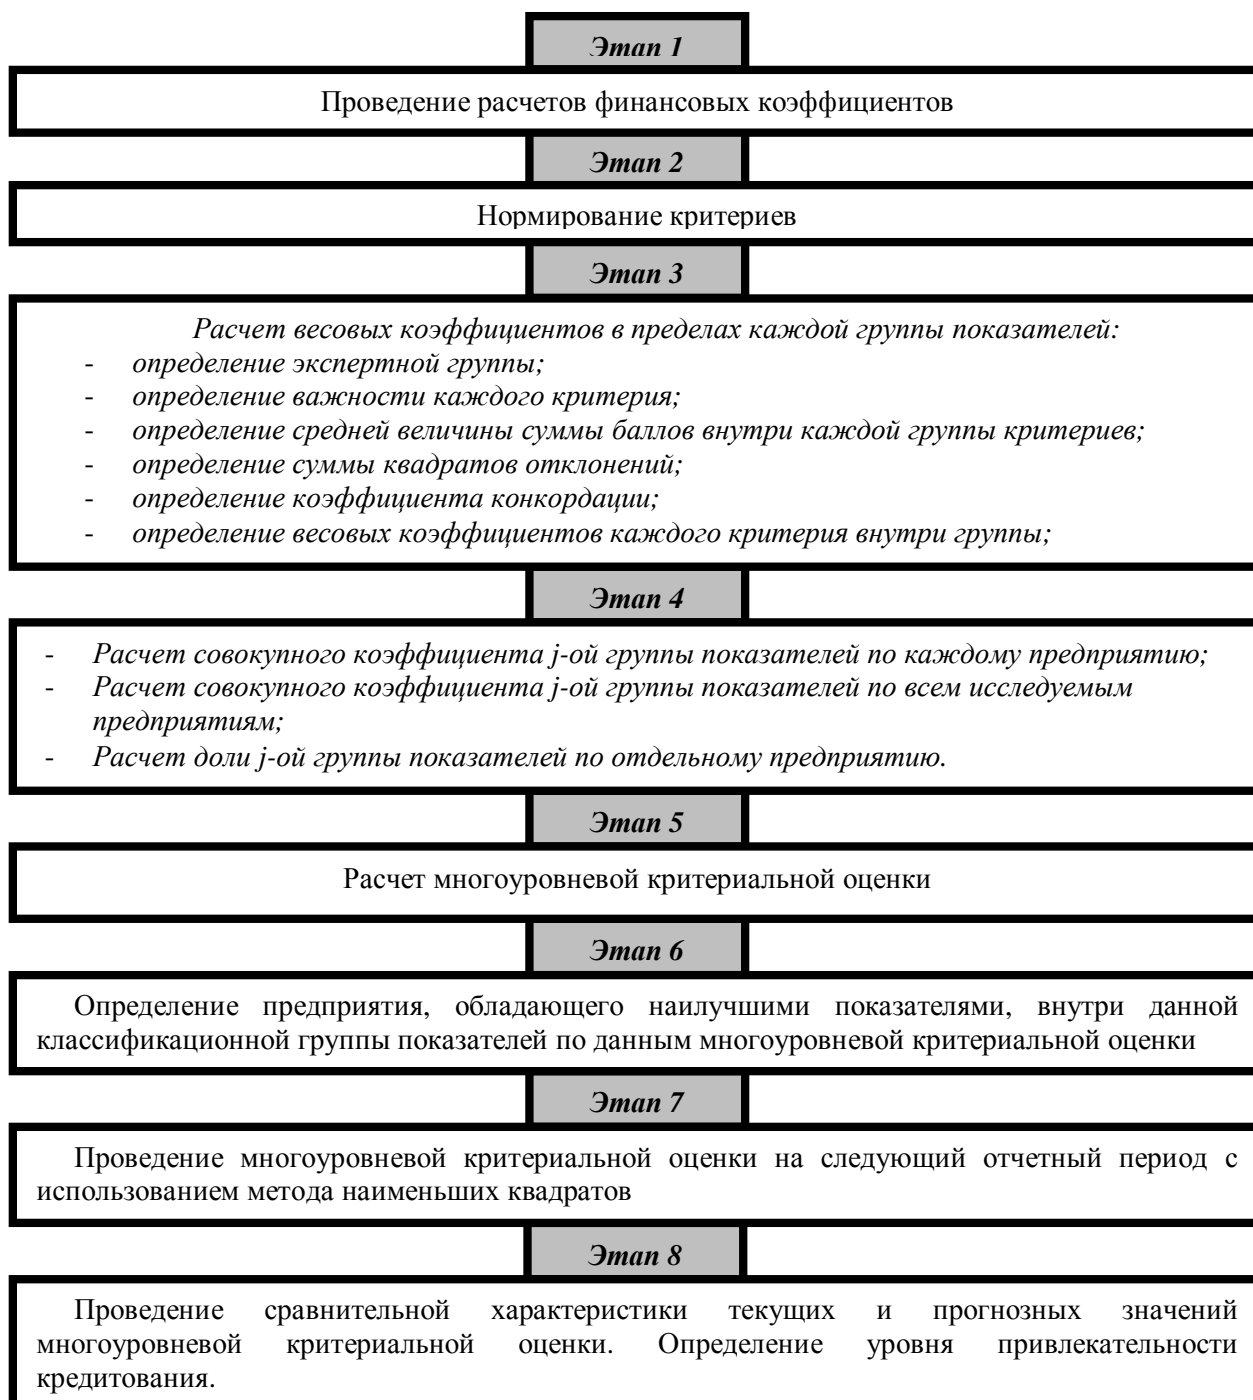 Этап 1
Проведение расчетов финансовых коэффициентов
Этап 2
Нормирование критериев
Этап 3
Расчет весовых коэффициентов в пределах каждой группы показателей:
- определение экспертной группы;
- определение важности каждого критерия;
- определение средней величины суммы баллов внутри каждой группы критериев;
- определение суммы квадратов отклонений;
- определение коэффициента конкордации;
- определение весовых коэффициентов каждого критерия внутри группы;
Этап 4
- Расчет совокупного коэффициента j-ой группы показателей по каждому предприятию;
- Расчет совокупного коэффициента j-ой группы показателей по всем исследуемым
предприятиям;
- Расчет доли j-ой группы показателей по отдельному предприятию.
Этап 5
Расчет многоуровневой критериальной оценки
Этап 6
Определение предприятия, обладающего наилучшими показателями, внутри данной
классификационной группы показателей по данным многоуровневой критериальной оценки
Этап 7
Проведение многоуровневой критериальной оценки на следующий отчетный период с
использованием метода наименьших квадратов
Этап 8
Проведение сравнительной характеристики текущих и прогнозных значений
многоуровневой критериальной оценки. Определение уровня привлекательности
кредитования.